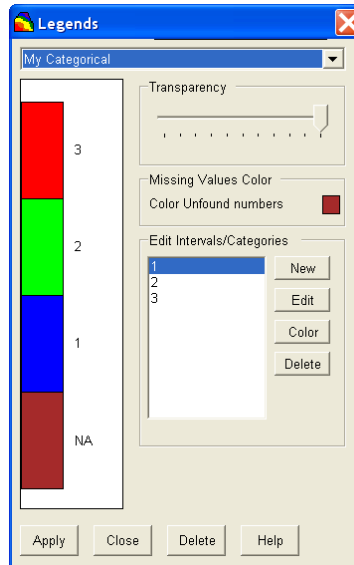 Legends
My Categorical
3
2
1
NA
Transparency
Missing Values Color
Color Unfound numbers
Edit Intervals/Categories
1
2
3
New
Edit
Color
Delete
Apply Close Delete Help